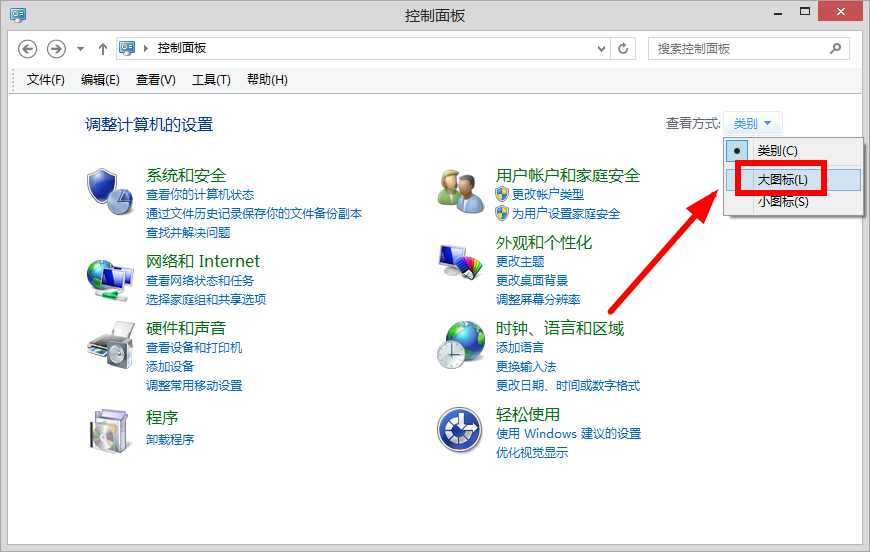 控制面板
控制面板
搜索控制面板
文件(F) 编辑(E) 查看(V) 工具(T) 帮助(H)
调整计算机的设置
查看方式: 类别
类别(C)
大图标(L)
小图标(S)
系统和安全
查看你的计算机状态
通过文件历史记录保存你的文件备份副本
查找并解决问题
网络和 Internet
查看网络状态和任务
选择家庭组和共享选项
硬件和声音
查看设备和打印机
添加设备
调整常用移动设置
程序
卸载程序
用户帐户和家庭安全
更改帐户类型
为用户设置家庭安全
外观和个性化
更改主题
更改桌面背景
调整屏幕分辨率
时钟、语言和区域
添加语言
更换输入法
更改日期、时间或数字格式
轻松使用
使用 Windows 建议的设置
优化视觉显示